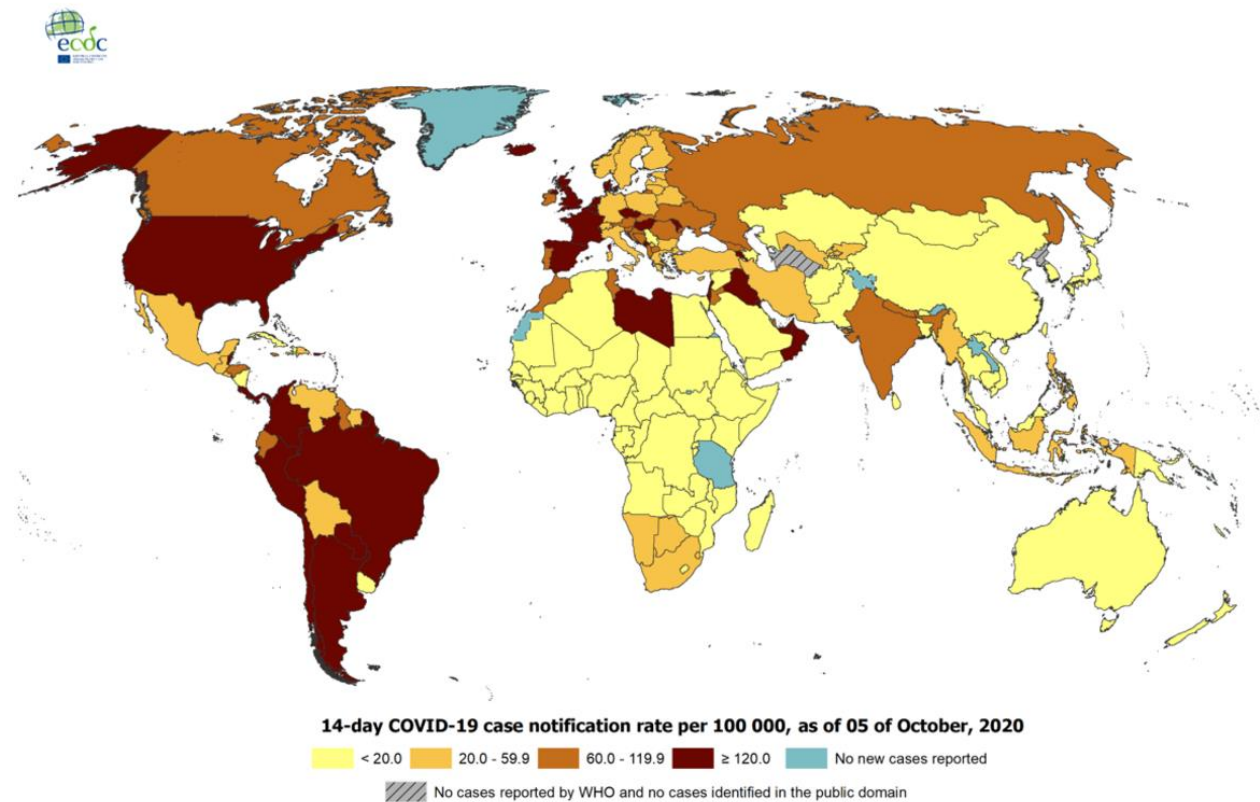 ecdc
14-day COVID-19 case notification rate per 100 000, as of 05 of October, 2020
< 20.0 20.0 - 59.9 60.0 - 119.9 ≥ 120.0 No new cases reported
No cases reported by WHO and no cases identified in the public domain